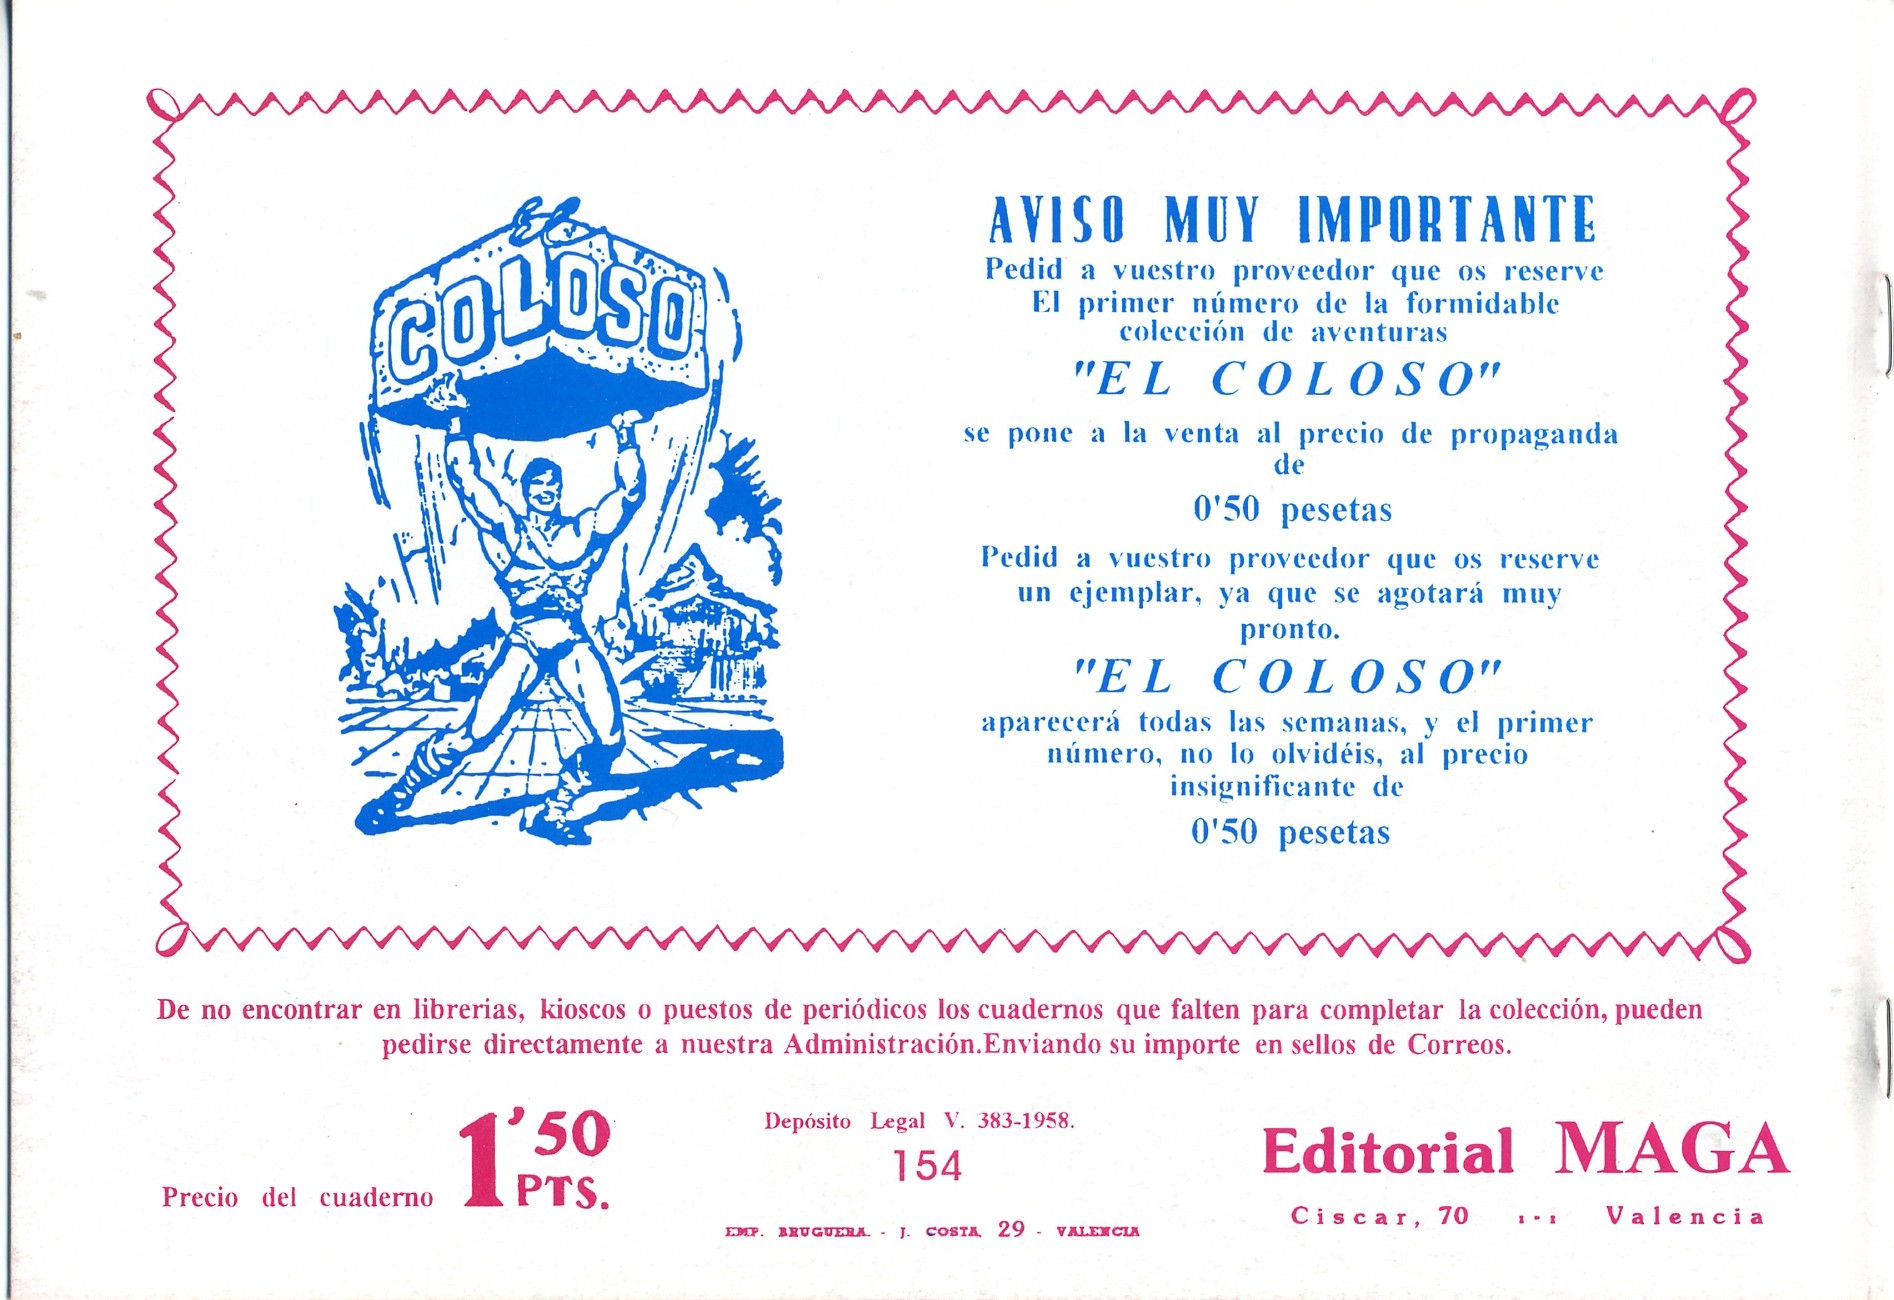 El
COLOSO
AVISO MUY IMPORTANTE
Pedid a vuestro proveedor que os reserve
El primer número de la formidable
colección de aventuras
"EL COLOSO"
se pone a la venta al precio de propaganda
de
0'50 pesetas
Pedid a vuestro proveedor que os reserve
un ejemplar, ya que se agotará muy
pronto.
"EL COLOSO"
aparecerá todas las semanas, y el primer
número, no lo olvidéis, al precio
insignificante de
0'50 pesetas
De no encontrar en librerias, kioscos o puestos de periódicos los cuadernos que falten para completar la colección, pueden
pedirse directamente a nuestra Administración.Enviando su importe en sellos de Correos.
Precio del cuaderno 1'50 PTS.
Depósito Legal V. 383-1958.
154
EMP. BRUGUERA. - J. COSTA, 29 - VALENCIA
Editorial MAGA
Ciscar, 70 :-: Valencia